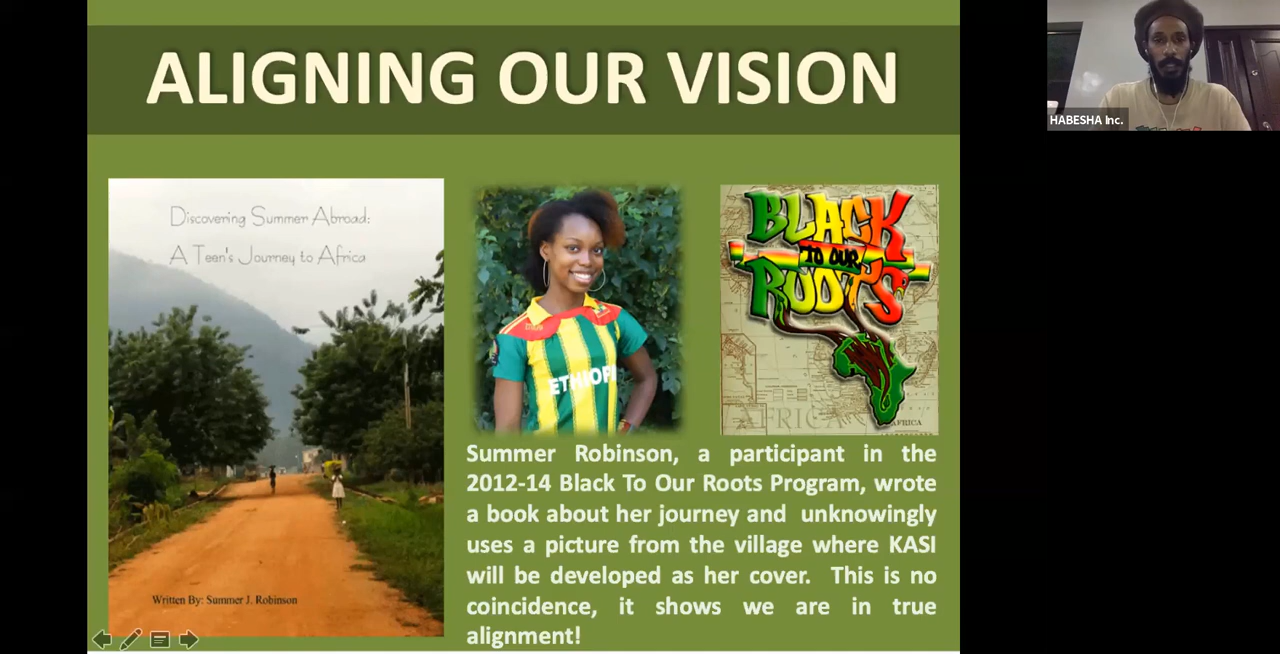 ALIGNING OUR VISION
HABESHA Inc.
Discovering Summer Abroad:
A Teen's Journey to Africa
Written By: Summer J. Robinson
ETHIOPI
BLACK
TO OUR
ROOTS
AFRICA
AFRICA
Summer Robinson, a participant in the
2012-14 Black To Our Roots Program, wrote
a book about her journey and unknowingly
uses a picture from the village where KASI
will be developed as her cover. This is no
coincidence, it shows we are in true
alignment!